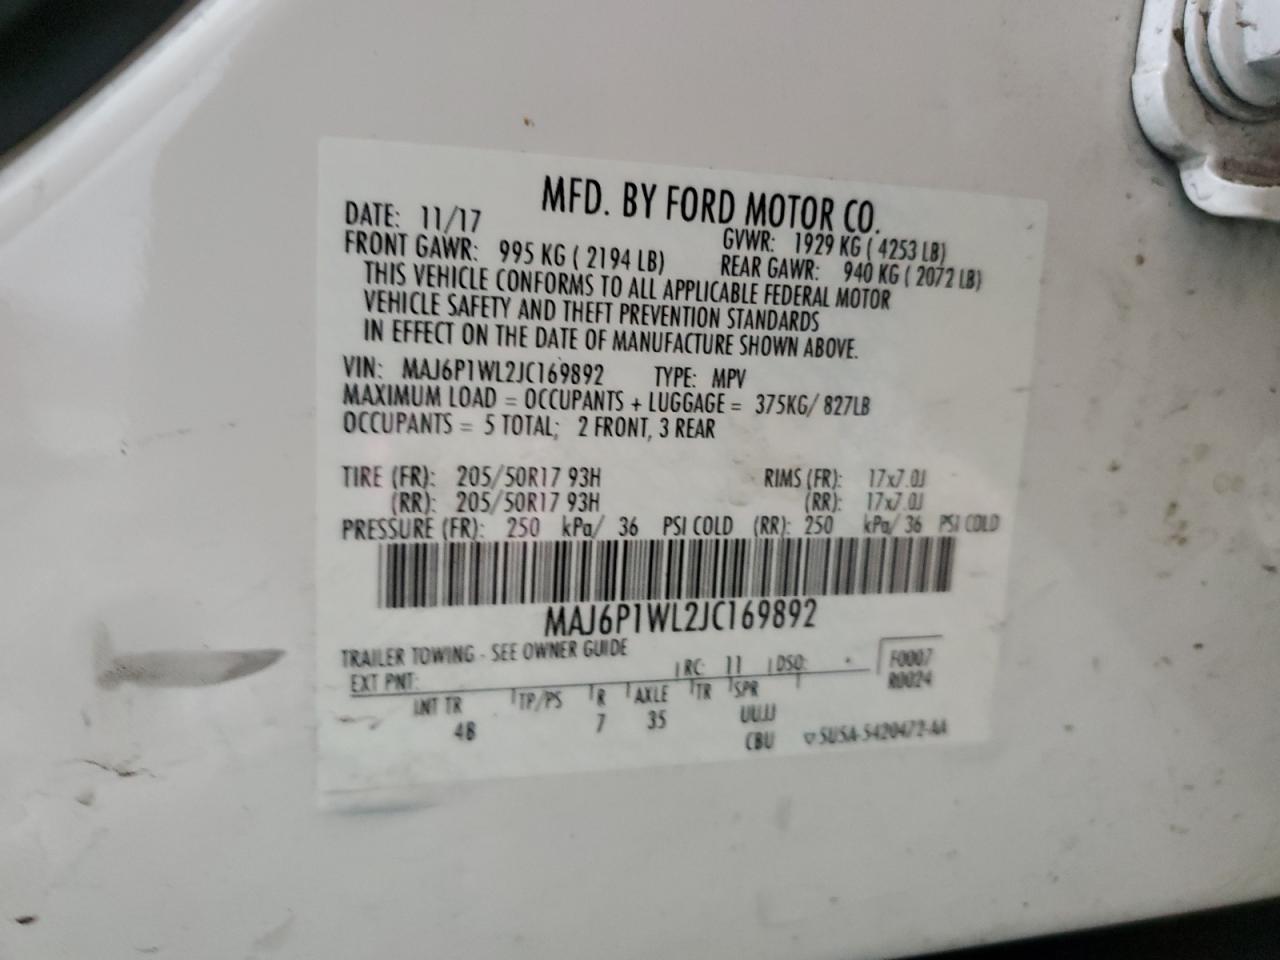 MFD. BY FORD MOTOR CO.
DATE: 11/17 GVWR: 1929 KG ( 4253 LB)
FRONT GAWR: 995 KG ( 2194 LB) REAR GAWR: 940 KG ( 2072 LB)
THIS VEHICLE CONFORMS TO ALL APPLICABLE FEDERAL MOTOR
VEHICLE SAFETY AND THEFT PREVENTION STANDARDS
IN EFFECT ON THE DATE OF MANUFACTURE SHOWN ABOVE.
VIN: MAJ6P1WL2JC169892 TYPE: MPV
MAXIMUM LOAD = OCCUPANTS + LUGGAGE = 375KG/ 827LB
OCCUPANTS = 5 TOTAL; 2 FRONT, 3 REAR
TIRE (FR): 205/50R17 93H RIMS (FR): 17x7.0J
(RR): 205/50R17 93H (RR): 17x7.0J
PRESSURE (FR): 250 kPa/ 36 PSI COLD (RR): 250 kPa/ 36 PSI COLD
MAJ6P1WL2JC169892
TRAILER TOWING - SEE OWNER GUIDE
EXT PNT: RC: 11 DSO: F0007
R0024
INT TR TP/PS R AXLE TR SPR
4B 7 35 UUJJ
CBU 5U5A-5420472-AA